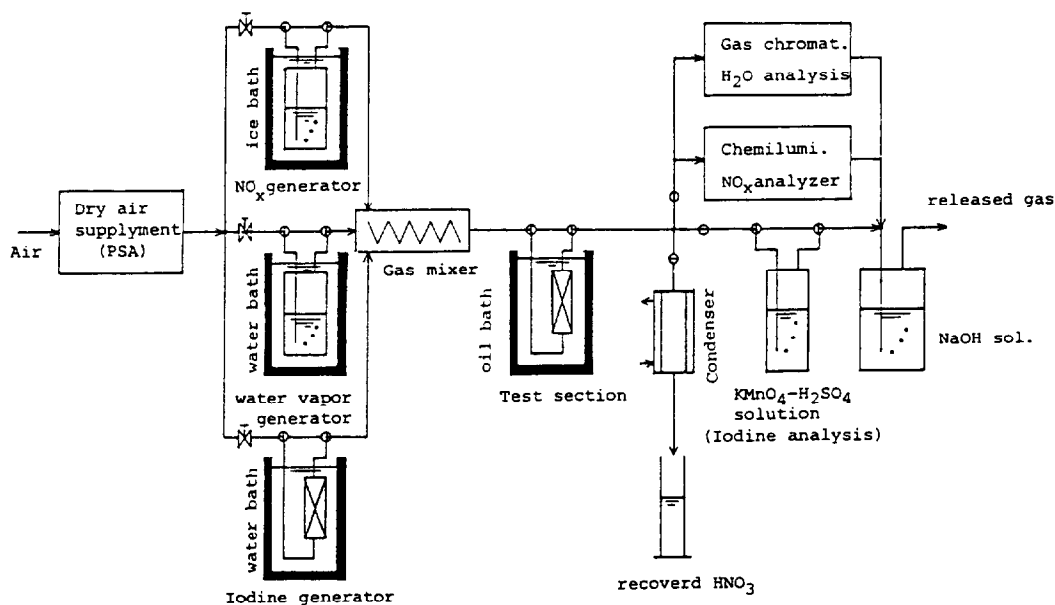 Gas chromat.
H2O analysis
ice bath
NOx generator
Chemilumi.
NOx analyzer
Dry air
supplyment
(PSA)
Air
released gas
Gas mixer
water bath
oil bath
Condenser
NaOH sol.
water vapor
generator
Test section
KMnO4-H2SO4
solution
(Iodine analysis)
water bath
recoverd HNO3
Iodine generator